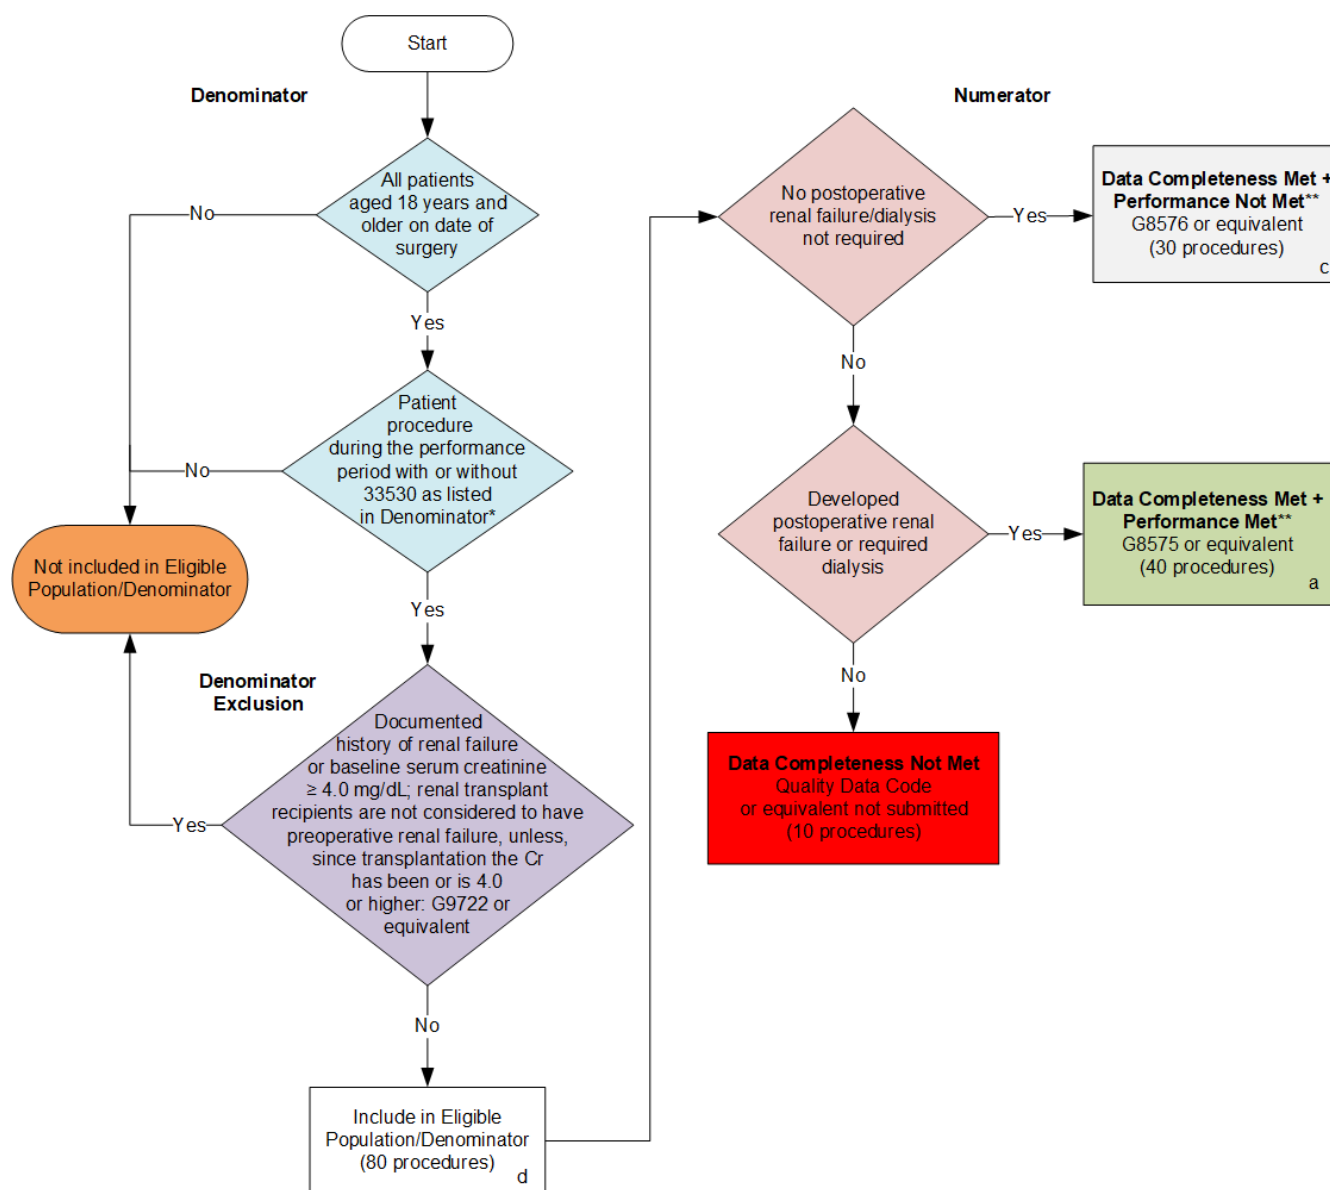 Start
Denominator
All patients
aged 18 years and
older on date of
surgery
No
Yes
Patient
procedure
during the performance
period with or without
33530 as listed
in Denominator*
No
Not included in Eligible
Population/Denominator
Yes
Denominator
Exclusion
Documented
history of renal failure
or baseline serum creatinine
≥ 4.0 mg/dL; renal transplant
recipients are not considered to have
preoperative renal failure, unless,
since transplantation the Cr
has been or is 4.0
or higher: G9722 or
equivalent
Yes
No
Include in Eligible
Population/Denominator
(80 procedures)
d
Numerator
No postoperative
renal failure/dialysis
not required
Yes
Data Completeness Met +
Performance Not Met**
G8576 or equivalent
(30 procedures)
c
No
Developed
postoperative renal
failure or required
dialysis
Yes
Data Completeness Met +
Performance Met**
G8575 or equivalent
(40 procedures)
a
No
Data Completeness Not Met
Quality Data Code
or equivalent not submitted
(10 procedures)